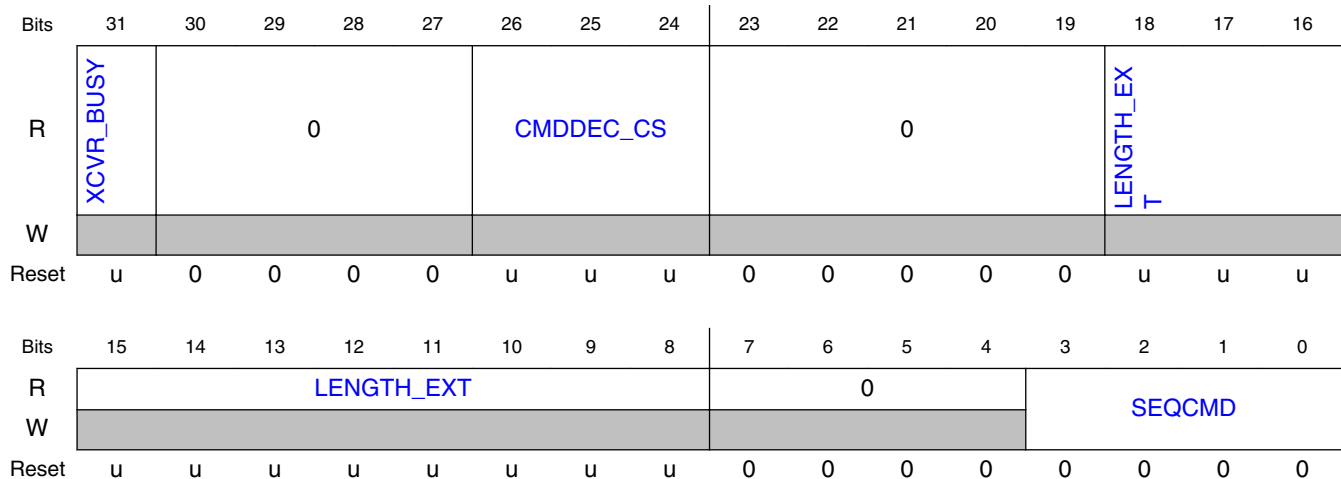 Bits 31 30 29 28 27 26 25 24 23 22 21 20 19 18 17 16
R XCVR_BUSY 0 CMDDEC_CS 0 LENGTH_EX
T
W
Reset u 0 0 0 0 u u u 0 0 0 0 0 u u u
Bits 15 14 13 12 11 10 9 8 7 6 5 4 3 2 1 0
R LENGTH_EXT 0 SEQCMD
W
Reset u u u u u u u u 0 0 0 0 0 0 0 0